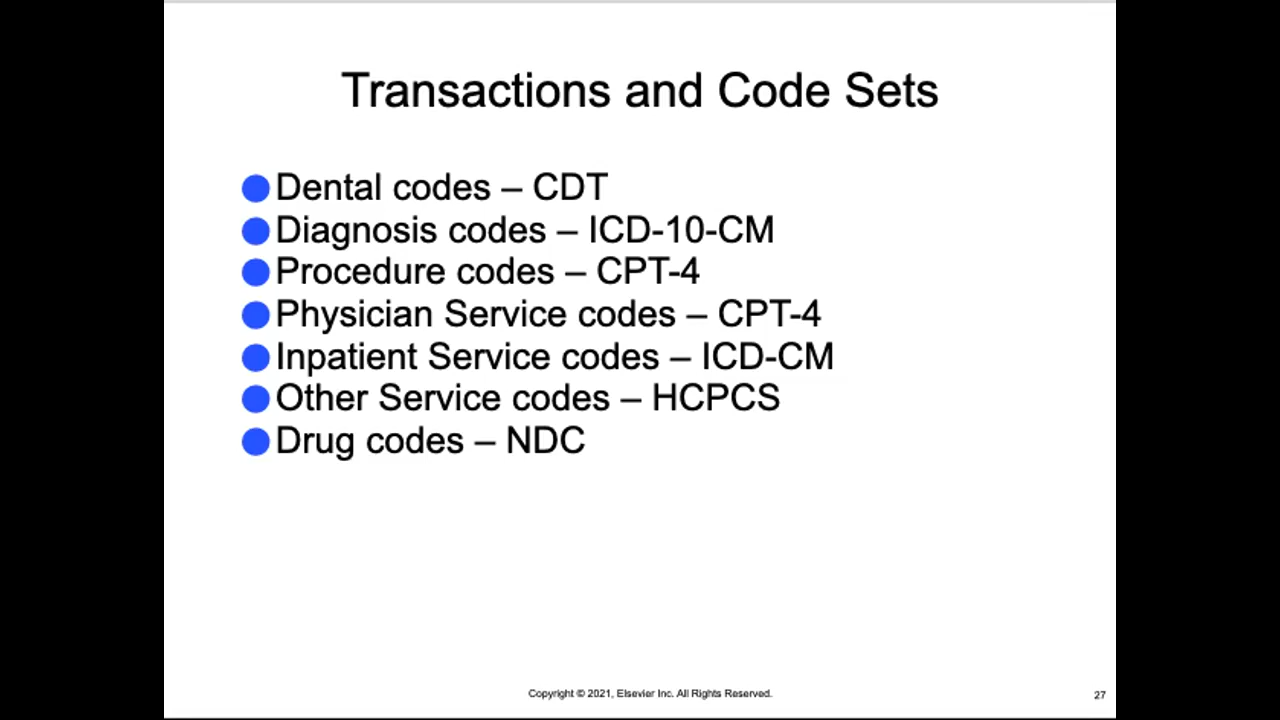 Transactions and Code Sets
Dental codes – CDT
Diagnosis codes – ICD-10-CM
Procedure codes – CPT-4
Physician Service codes – CPT-4
Inpatient Service codes – ICD-CM
Other Service codes – HCPCS
Drug codes – NDC
Copyright © 2021, Elsevier Inc. All Rights Reserved.
27